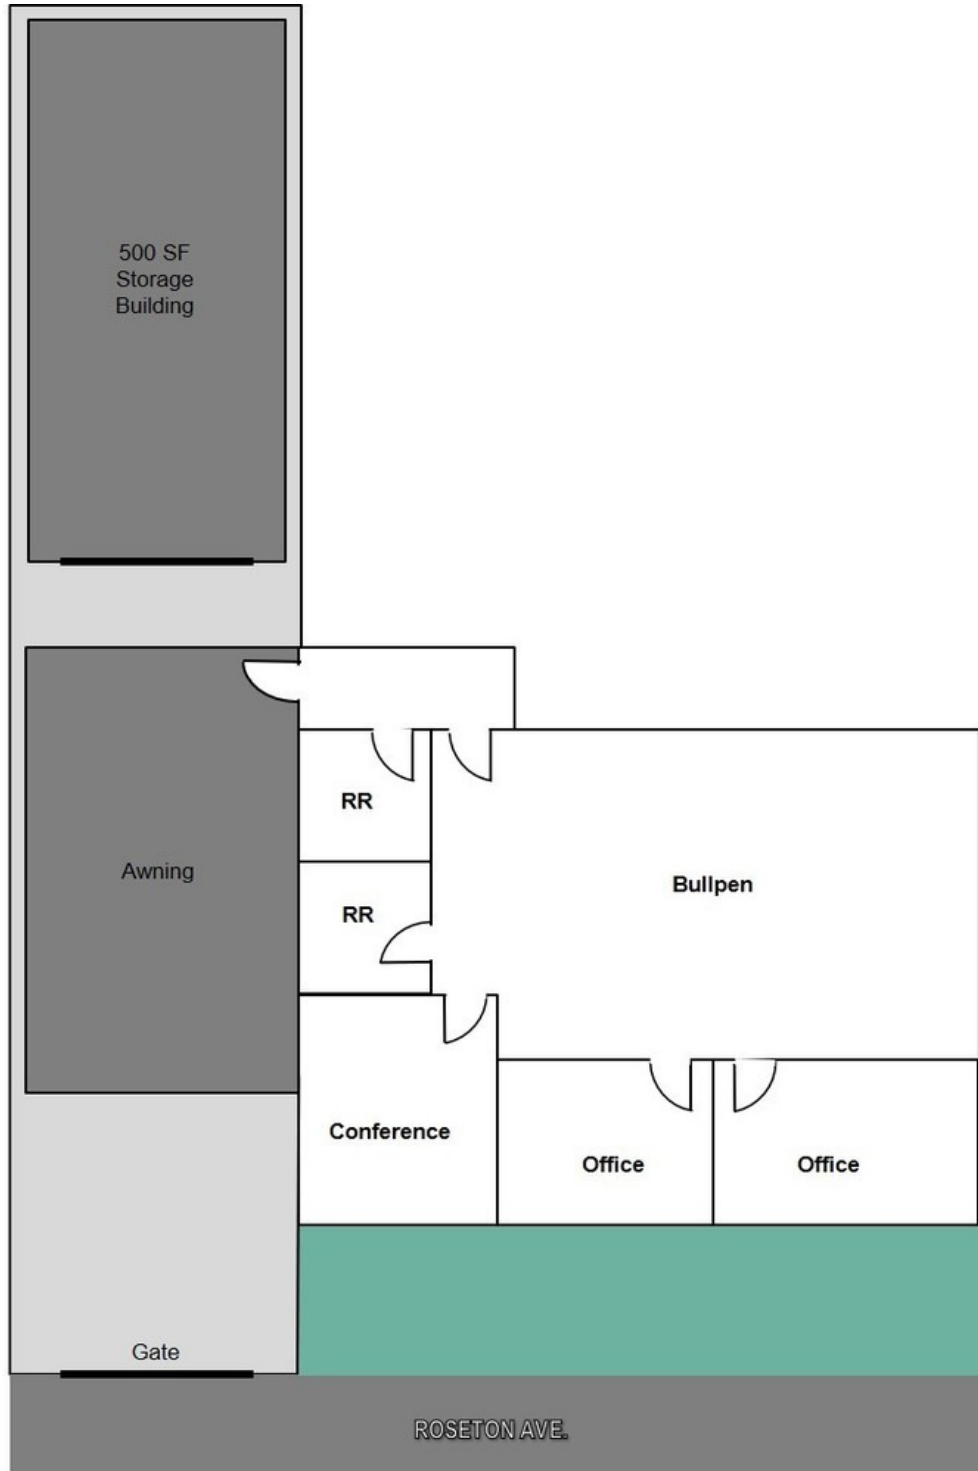 500 SF
Storage
Building
RR
Awning
Bullpen
RR
Conference
Office
Office
Gate
ROSETON AVE.